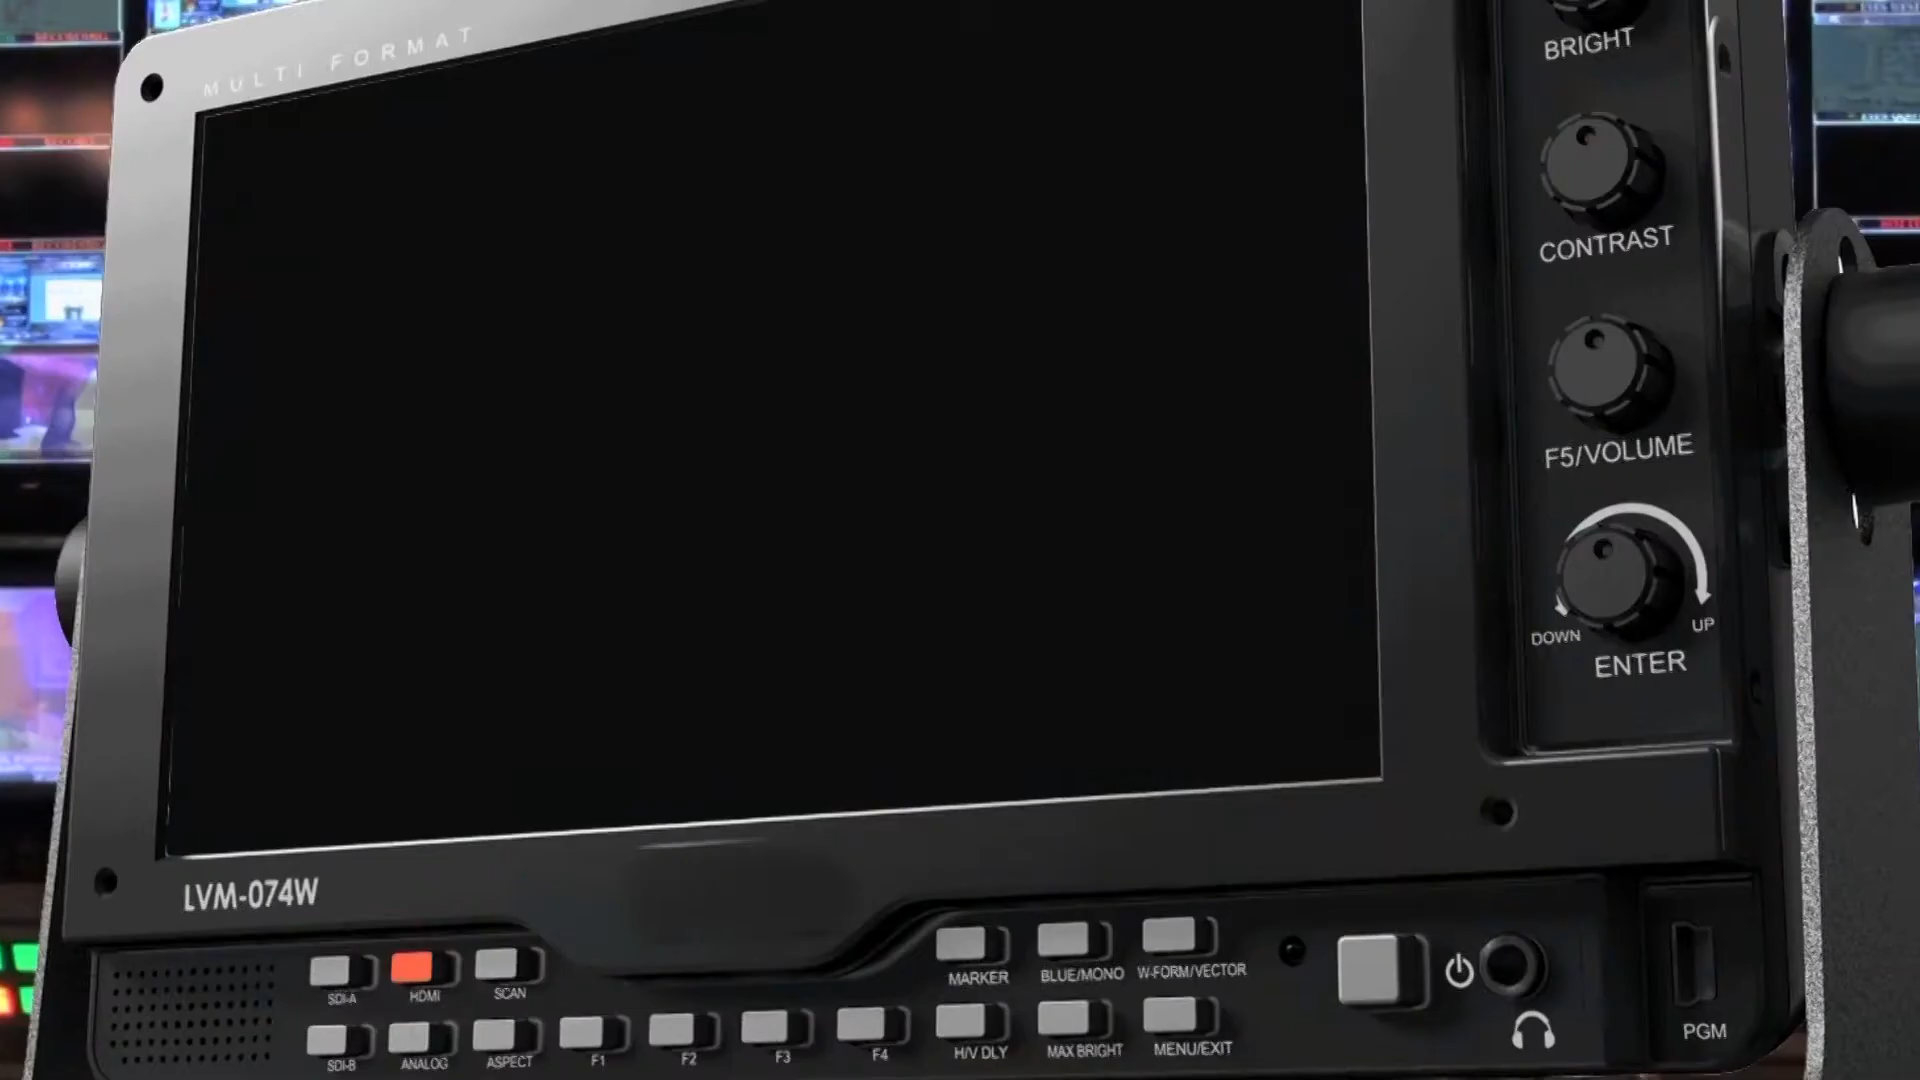 MULTI FORMAT
BRIGHT
CONTRAST
F5/VOLUME
DOWN
UP
ENTER
LVM-074W
SDI-A
HDMI
SCAN
MARKER
BLUE/MONO
W-FORM/VECTOR
SDI-B
ANALOG
ASPECT
F1
F2
F3
F4
H/V DLY
MAX BRIGHT
MENU/EXIT
PGM